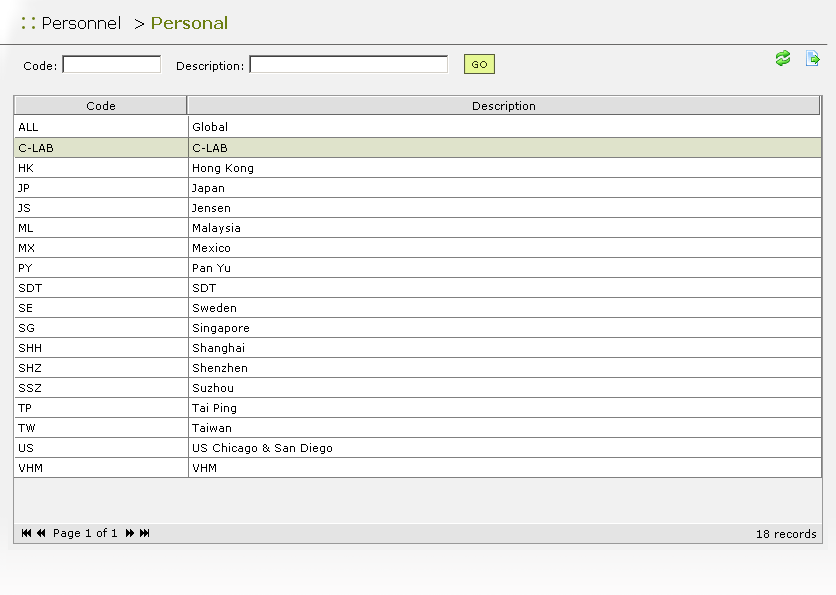 Personnel > Personal
Code: Description: GO
Code Description
ALL Global
C-LAB C-LAB
HK Hong Kong
JP Japan
JS Jensen
ML Malaysia
MX Mexico
PY Pan Yu
SDT SDT
SE Sweden
SG Singapore
SHH Shanghai
SHZ Shenzhen
SSZ Suzhou
TP Tai Ping
TW Taiwan
US US Chicago & San Diego
VHM VHM
Page 1 of 1 18 records